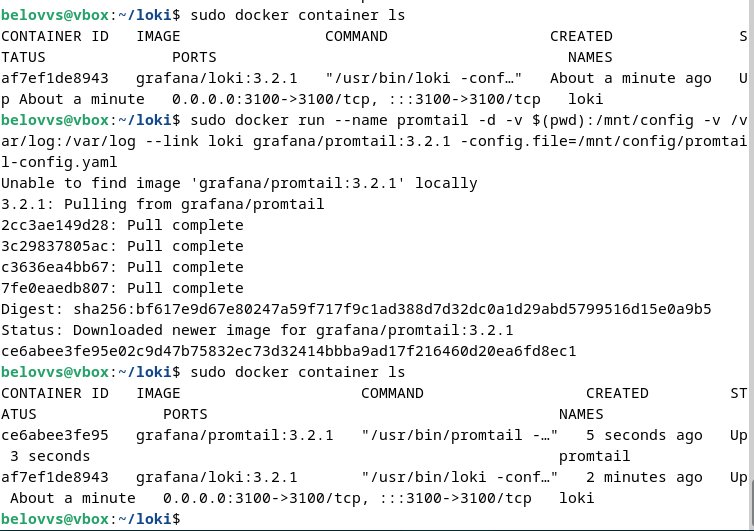 belovvs@vbox:~/loki$ sudo docker container ls
CONTAINER ID   IMAGE                COMMAND                  CREATED              S
TATUS              PORTS                                       NAMES
af7ef1de8943   grafana/loki:3.2.1   "/usr/bin/loki -conf…"   About a minute ago   U
p About a minute   0.0.0.0:3100->3100/tcp, :::3100->3100/tcp   loki
belovvs@vbox:~/loki$ sudo docker run --name promtail -d -v $(pwd):/mnt/config -v /v
ar/log:/var/log --link loki grafana/promtail:3.2.1 -config.file=/mnt/config/promtai
l-config.yaml
Unable to find image 'grafana/promtail:3.2.1' locally
3.2.1: Pulling from grafana/promtail
2cc3ae149d28: Pull complete
3c29837805ac: Pull complete
c3636ea4bb67: Pull complete
7fe0eaedb807: Pull complete
Digest: sha256:bf617e9d67e80247a59f717f9c1ad388d7d32dc0a1d29abd5799516d15e0a9b5
Status: Downloaded newer image for grafana/promtail:3.2.1
ce6abee3fe95e02c9d47b75832ec73d32414bbba9ad17f216460d20ea6fd8ec1
belovvs@vbox:~/loki$ sudo docker container ls
CONTAINER ID   IMAGE                    COMMAND                  CREATED         ST
ATUS              PORTS                                       NAMES
ce6abee3fe95   grafana/promtail:3.2.1   "/usr/bin/promtail -…"   5 seconds ago   Up
 3 seconds                                                    promtail
af7ef1de8943   grafana/loki:3.2.1       "/usr/bin/loki -conf…"   2 minutes ago   Up
 About a minute   0.0.0.0:3100->3100/tcp, :::3100->3100/tcp   loki
belovvs@vbox:~/loki$